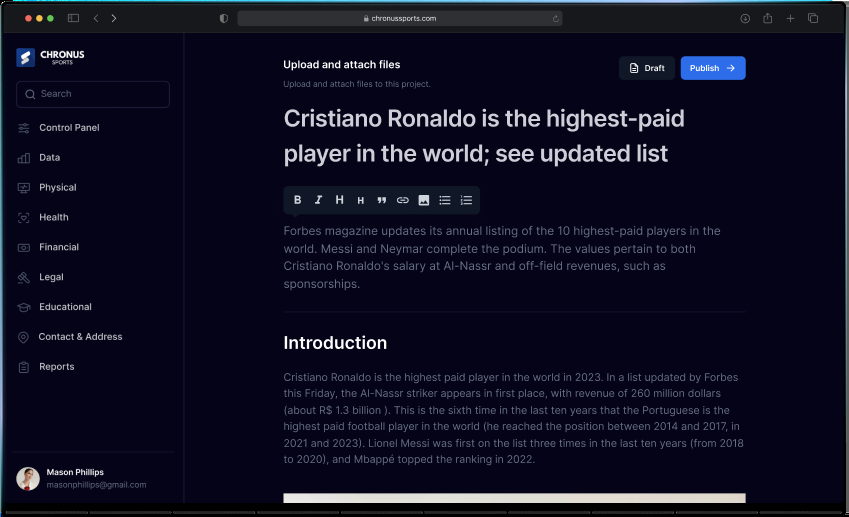 chronussports.com
CHRONUS
SPORTS
Search
Control Panel
Data
Physical
Health
Financial
Legal
Educational
Contact & Address
Reports
Mason Phillips
masonphillips@gmail.com
Upload and attach files
Upload and attach files to this project.
Draft
Publish
Cristiano Ronaldo is the highest-paid
player in the world; see updated list
B I H H
Forbes magazine updates its annual listing of the 10 highest-paid players in the
world. Messi and Neymar complete the podium. The values pertain to both
Cristiano Ronaldo's salary at Al-Nassr and off-field revenues, such as
sponsorships.
Introduction
Cristiano Ronaldo is the highest paid player in the world in 2023. In a list updated by Forbes
this Friday, the Al-Nassr striker appears in first place, with revenue of 260 million dollars
(about R$ 1.3 billion ). This is the sixth time in the last ten years that the Portuguese is the
highest paid football player in the world (he reached the position between 2014 and 2017, in
2021 and 2023). Lionel Messi was first on the list three times in the last ten years (from 2018
to 2020), and Mbappé topped the ranking in 2022.